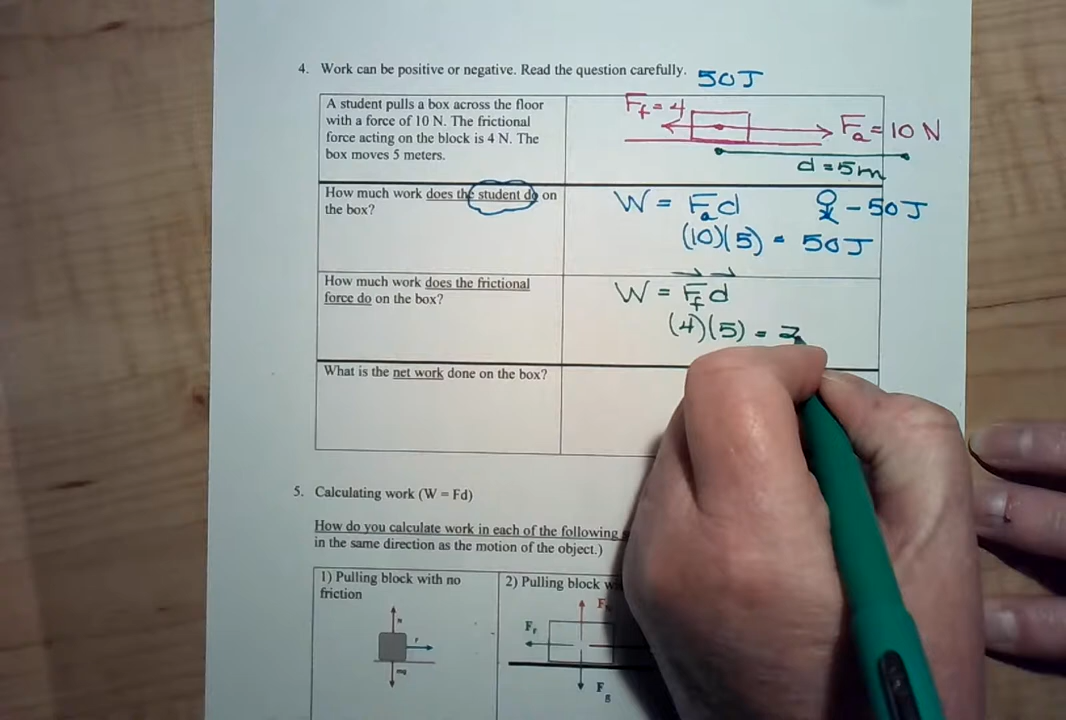 4. Work can be positive or negative. Read the question carefully.
50J
A student pulls a box across the floor
with a force of 10 N. The frictional
force acting on the block is 4 N. The
box moves 5 meters.
Ff = 4
Fa = 10 N
d = 5m
How much work does the student do on
the box?
W = Fad
- 50J
(10)(5) = 50J
How much work does the frictional
force do on the box?
W = Ffd
(4)(5) = 2
What is the net work done on the box?
5. Calculating work (W = Fd)
How do you calculate work in each of the following
in the same direction as the motion of the object.)
1) Pulling block with no
friction
2) Pulling block
N
F
mg
FF
Fg